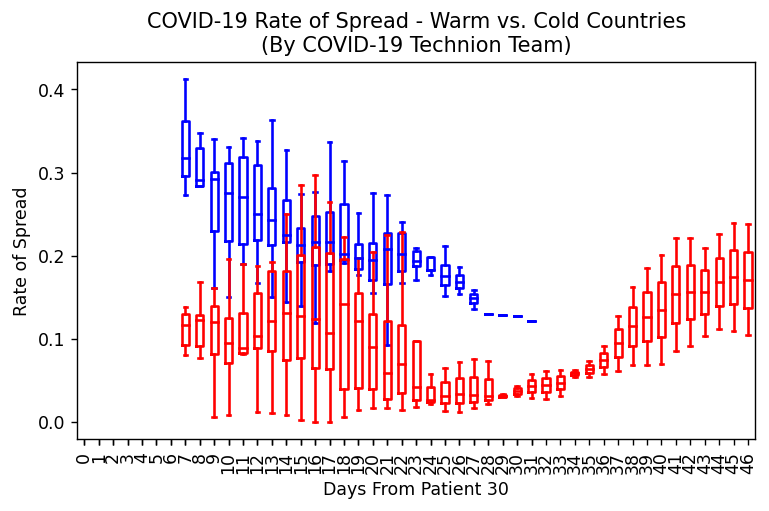 COVID-19 Rate of Spread - Warm vs. Cold Countries
(By COVID-19 Technion Team)
0.4
0.3
0.2
0.1
0.0
Rate of Spread
0 1 2 3 4 5 6 7 8 9 10 11 12 13 14 15 16 17 18 19 20 21 22 23 24 25 26 27 28 29 30 31 32 33 34 35 36 37 38 39 40 41 42 43 44 45 46
Days From Patient 30